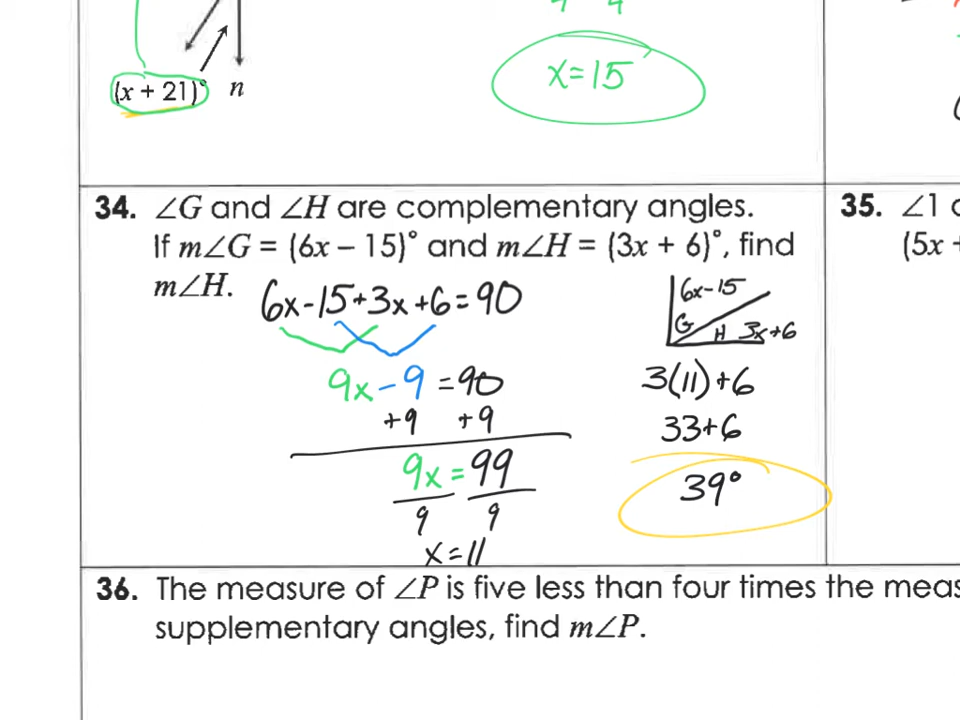 x=15
(x + 21)° n
34. ∠G and ∠H are complementary angles.
If m∠G = (6x – 15)° and m∠H = (3x + 6)°, find
m∠H.
6x-15+3x+6=90
9x-9=90
+9 +9
9x=99
9 9
x=11
6x-15
G H 3x+6
3(11)+6
33+6
39°
35. ∠1
(5x +
36. The measure of ∠P is five less than four times the meas
supplementary angles, find m∠P.